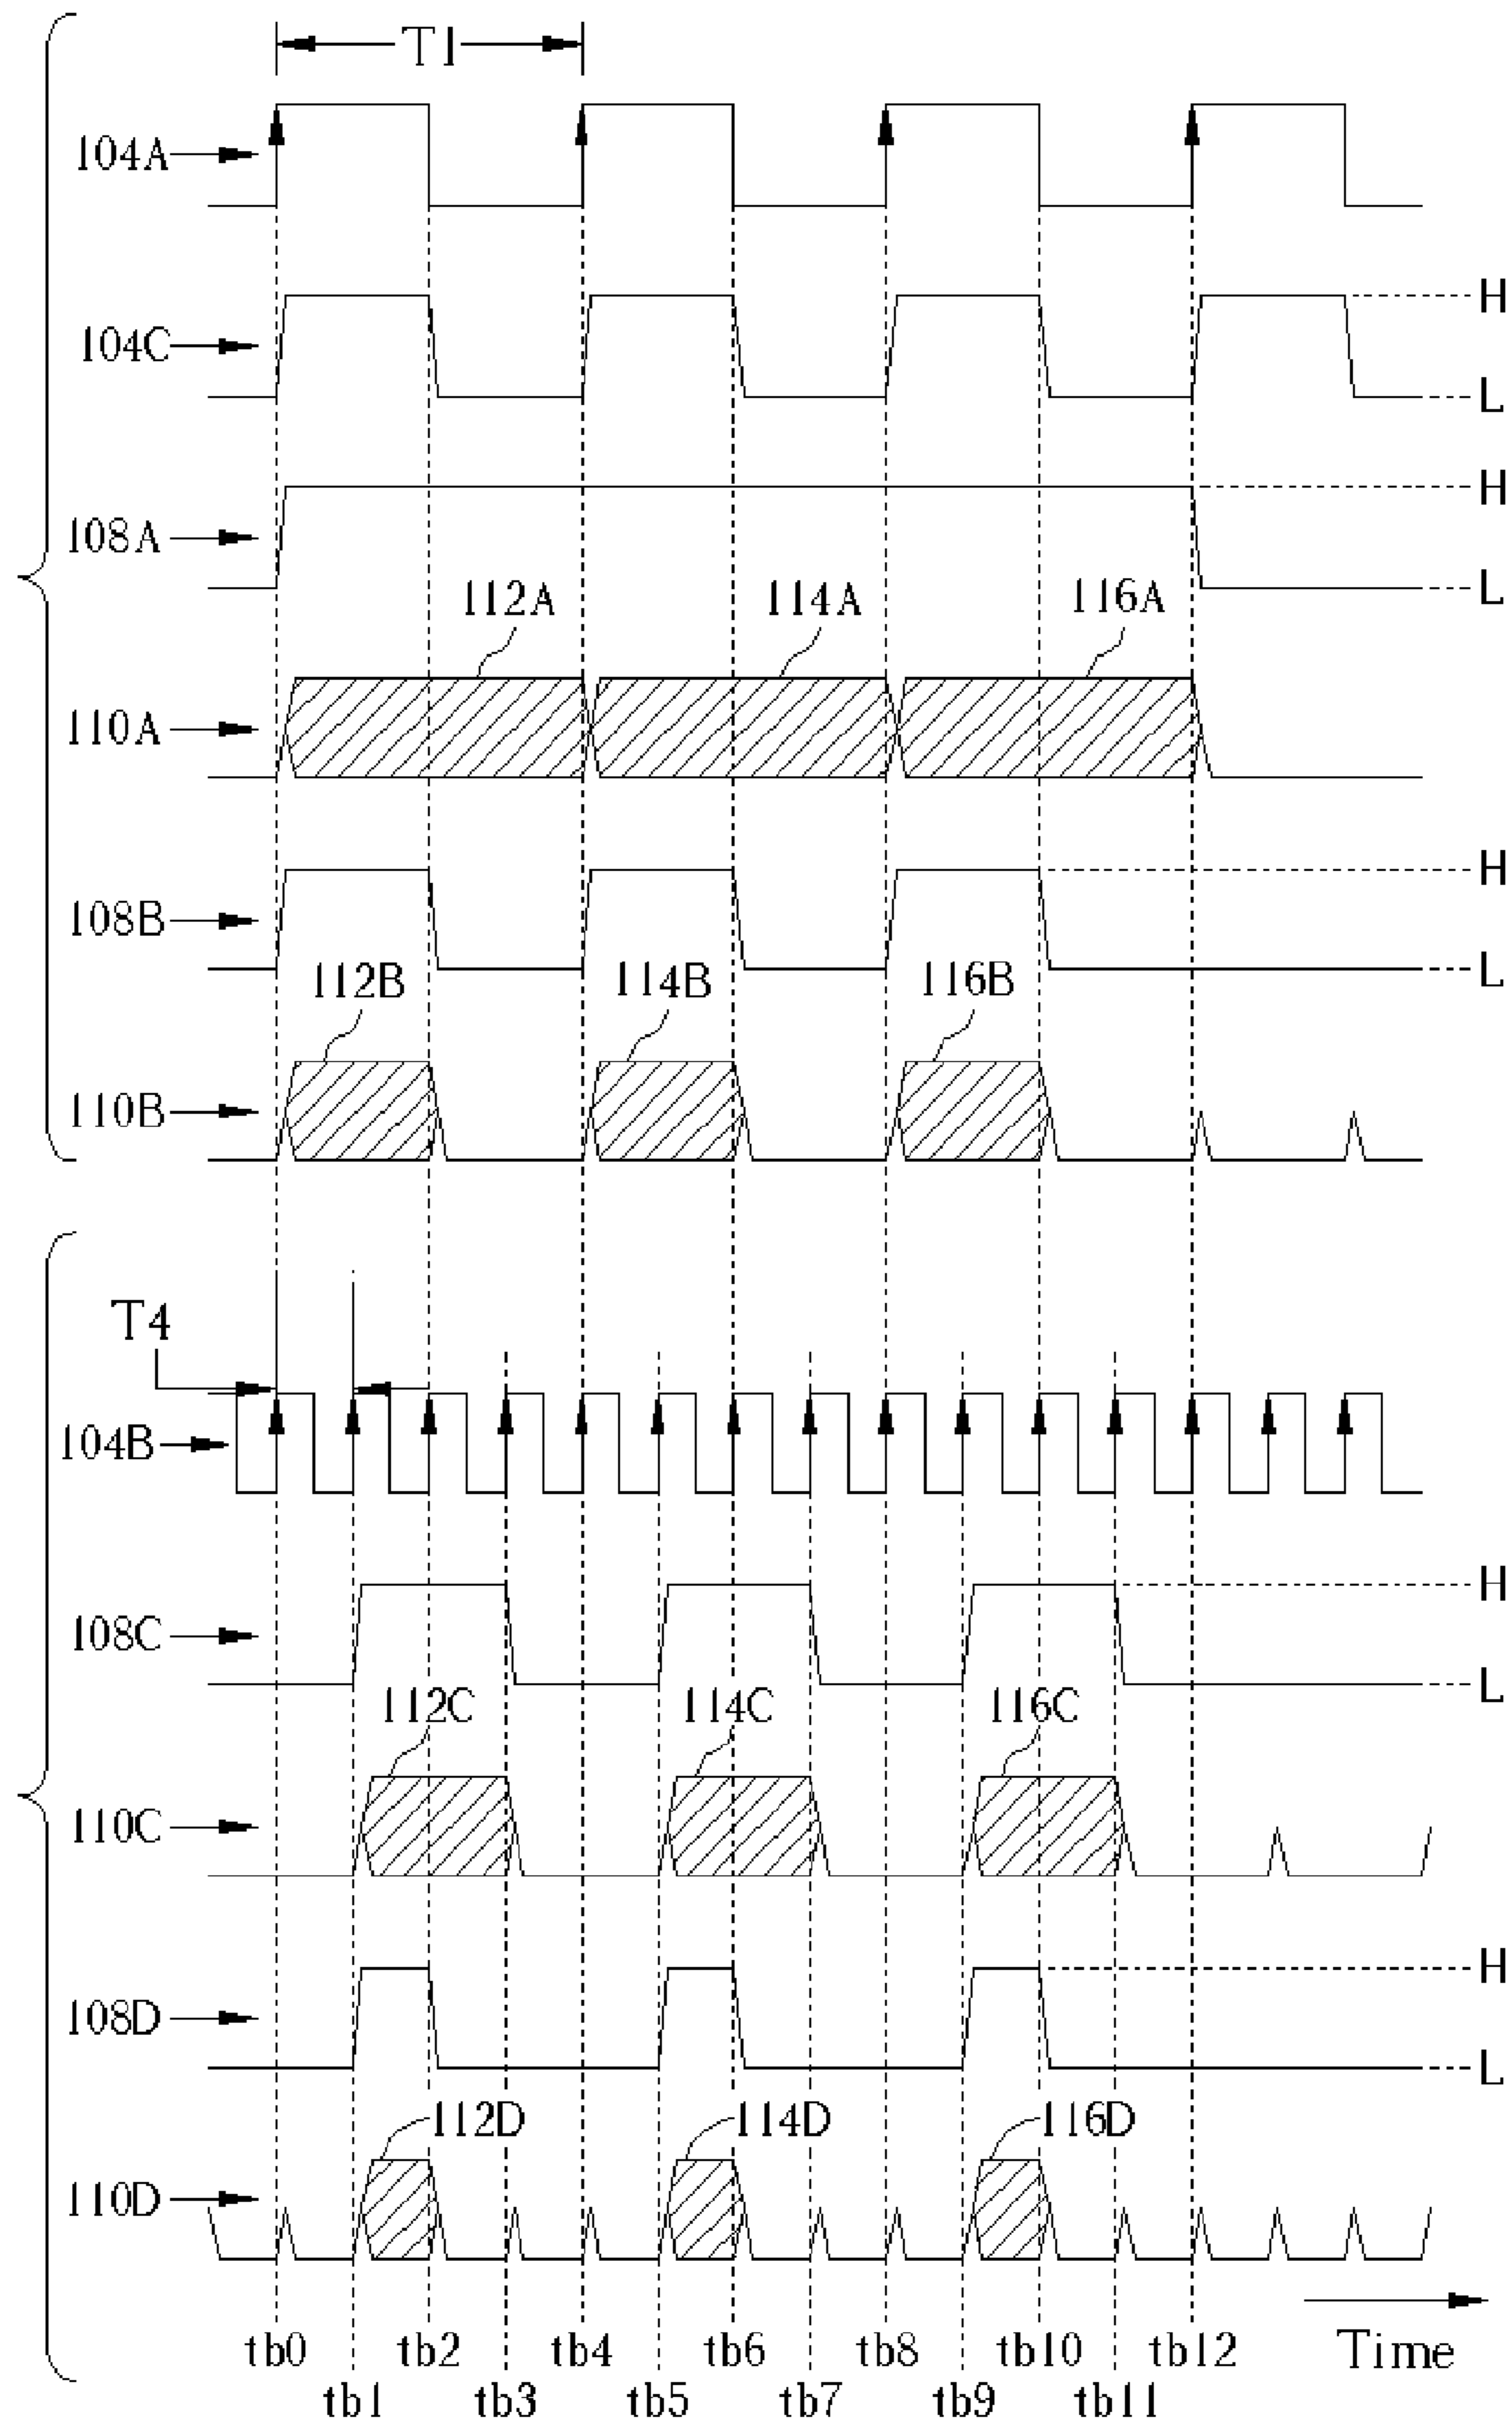 T1
104A
H
104C
L
H
108A
L
112A 114A 116A
110A
H
108B
L
112B 114B 116B
110B
T4
104B
H
108C
L
112C 114C 116C
110C
H
108D
L
112D 114D 116D
110D
tb0 tb2 tb4 tb6 tb8 tb10 tb12 Time
tb1 tb3 tb5 tb7 tb9 tb11